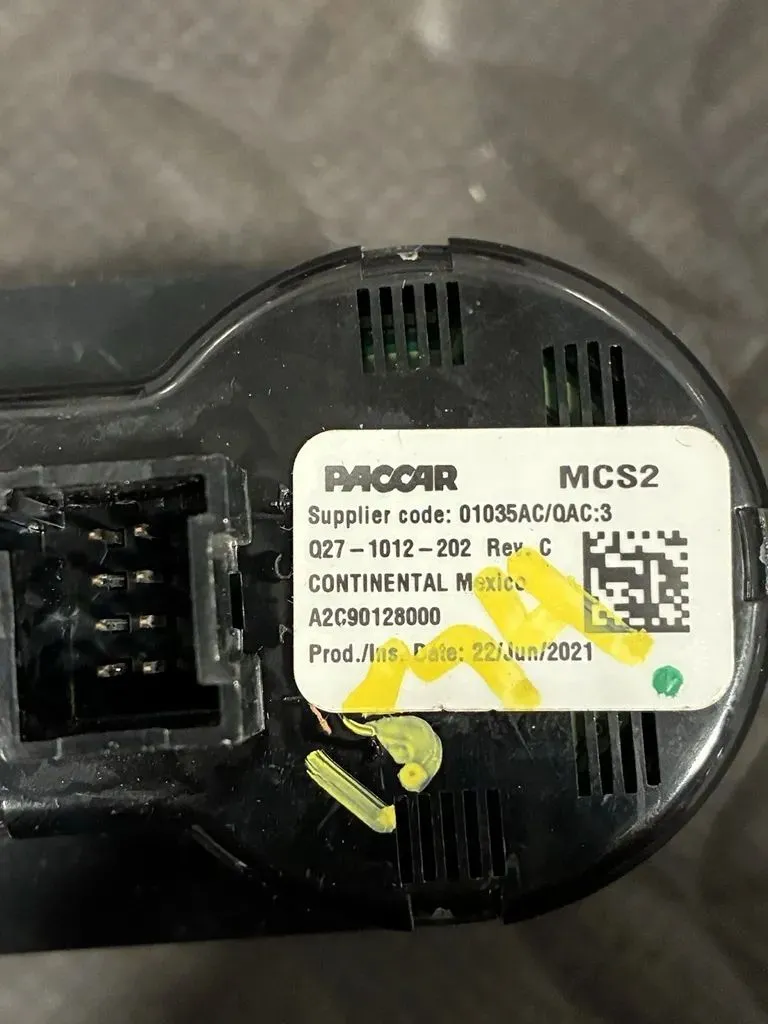 PACCAR MCS2
Supplier code: 01035AC/QAC:3
Q27-1012-202 Rev. C
CONTINENTAL Mexico
A2C90128000
Prod./Ins. Date: 22/Jun/2021